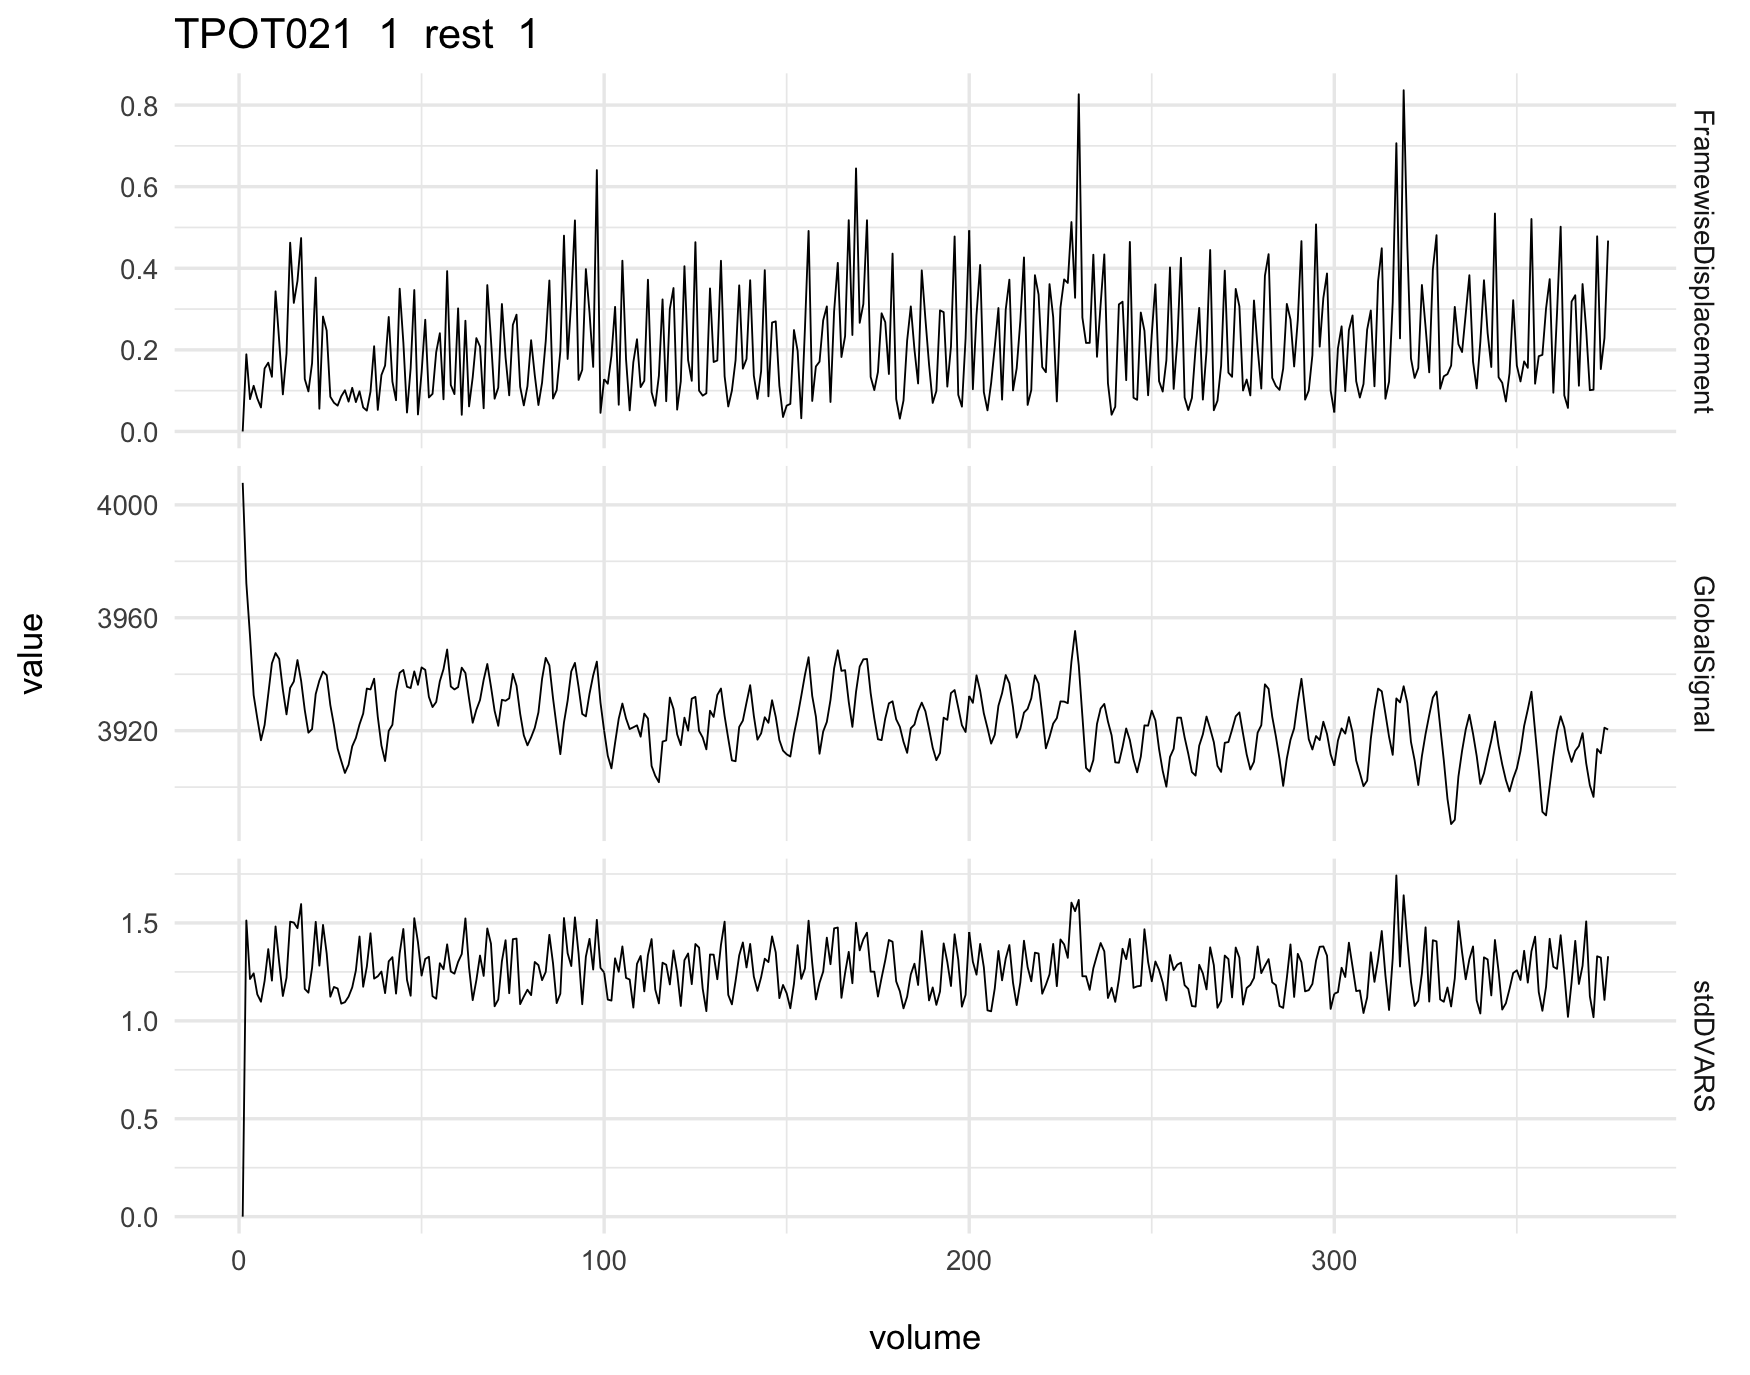 TPOT021 1 rest 1
0.8
0.6
0.4
0.2
0.0
FramewiseDisplacement
4000
3960
3920
GlobalSignal
1.5
1.0
0.5
0.0
stdDVARS
0 100 200 300
volume
value